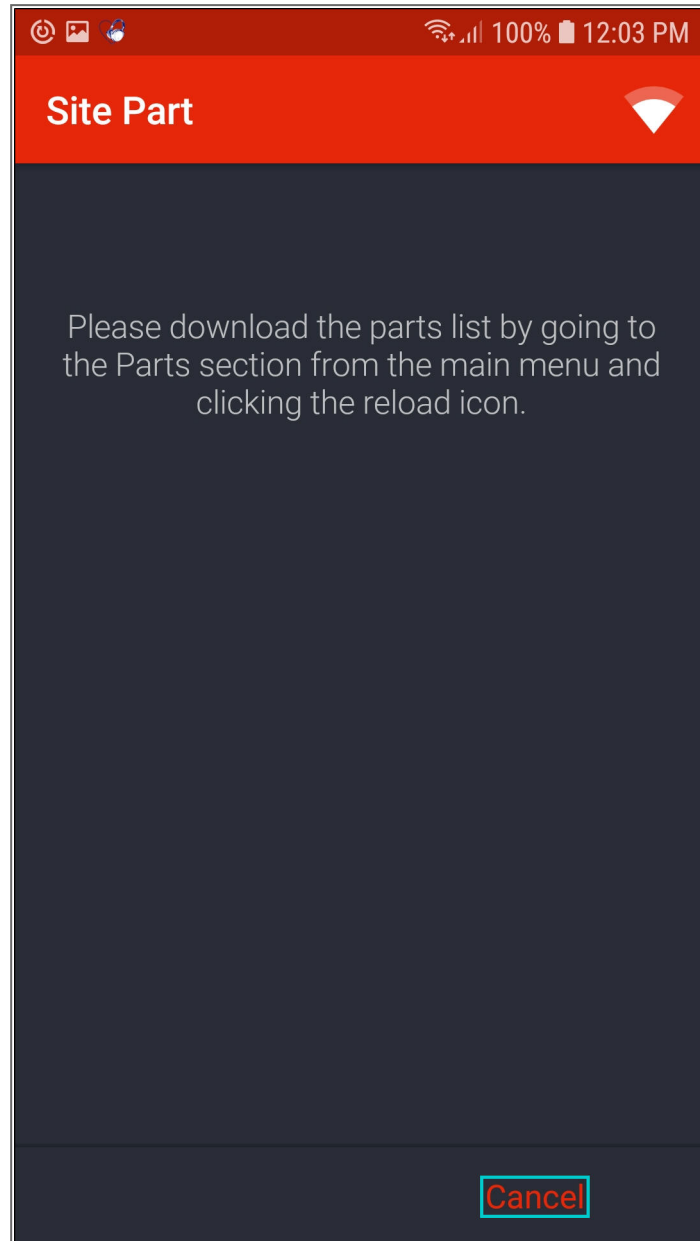 100% 12:03 PM
Site Part
Please download the parts list by going to
the Parts section from the main menu and
clicking the reload icon.
Cancel